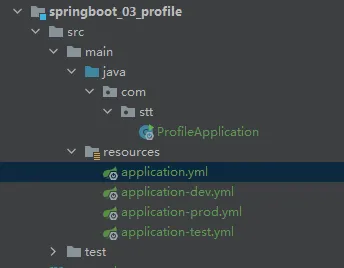 springboot_03_profile
src
main
java
com
stt
ProfileApplication
resources
application.yml
application-dev.yml
application-prod.yml
application-test.yml
test